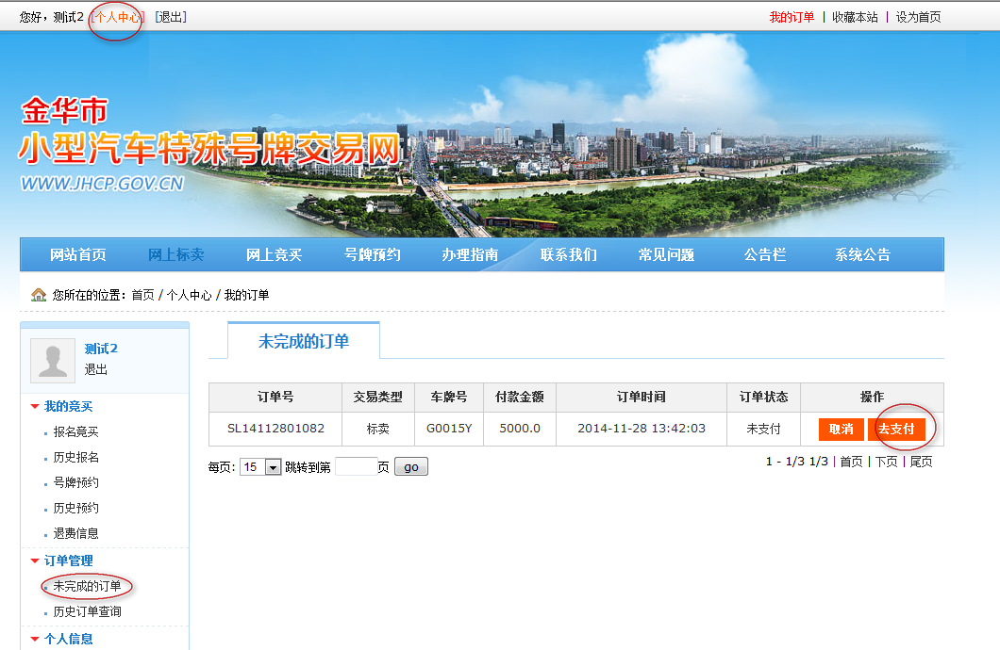 您好，测试2 [个人中心] [退出] 我的订单 | 收藏本站 | 设为首页
金华市
小型汽车特殊号牌交易网
WWW.JHCP.GOV.CN
网站首页 网上标卖 网上竞买 号牌预约 办理指南 联系我们 常见问题 公告栏 系统公告
您所在的位置：首页 / 个人中心 / 我的订单
测试2
退出
我的竞买
报名竞买
历史报名
号牌预约
历史预约
退费信息
订单管理
未完成的订单
历史订单查询
个人信息
未完成的订单
订单号 交易类型 车牌号 付款金额 订单时间 订单状态 操作
SL14112801082 标卖 G0015Y 5000.0 2014-11-28 13:42:03 未支付 取消 去支付
每页: 15 跳转到第 页 go 1 - 1/3 1/3 | 首页 | 下页 | 尾页